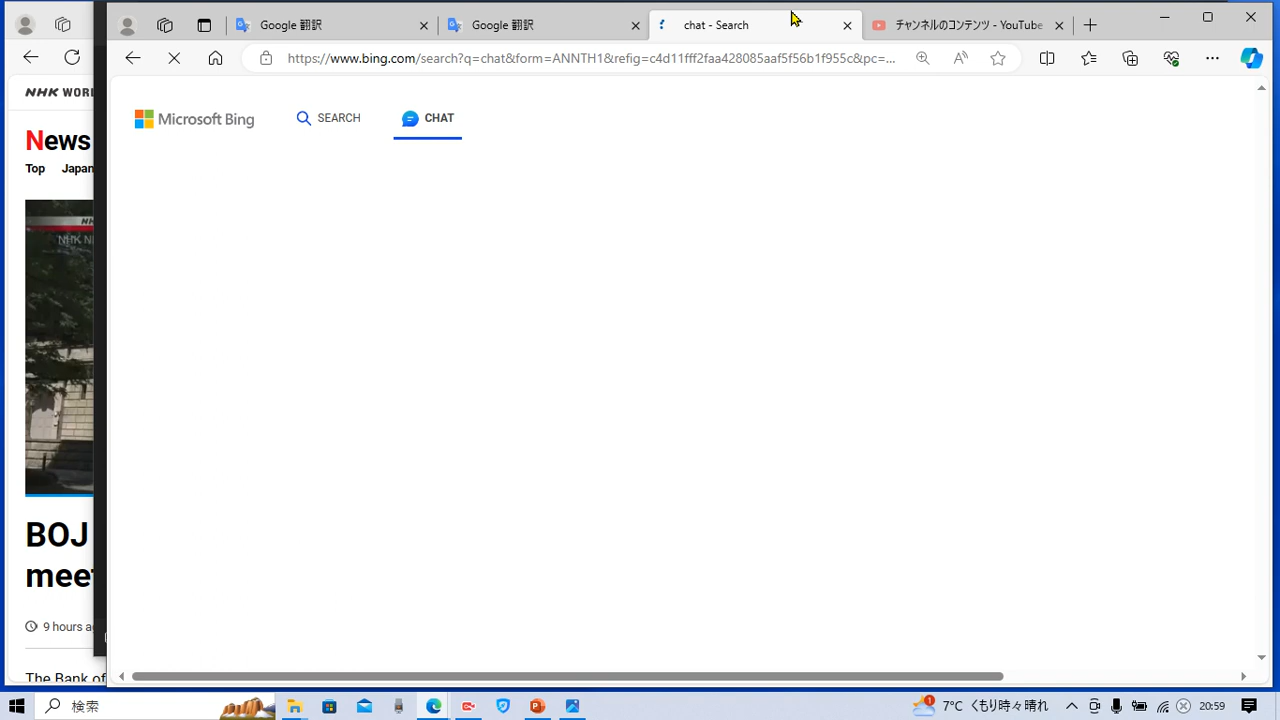 Google 翻訳
Google 翻訳
chat - Search
チャンネルのコンテンツ - YouTube
https://www.bing.com/search?q=chat&form=ANNTH1&refig=c4d11fff2faa428085aaf5f56b1f955c&pc=...
NHK WOR
Microsoft Bing
SEARCH
CHAT
News
Top
Japan
BOJ
meet
9 hours a
The Bank of
検索
1
7°C くもり時々晴れ
20:59